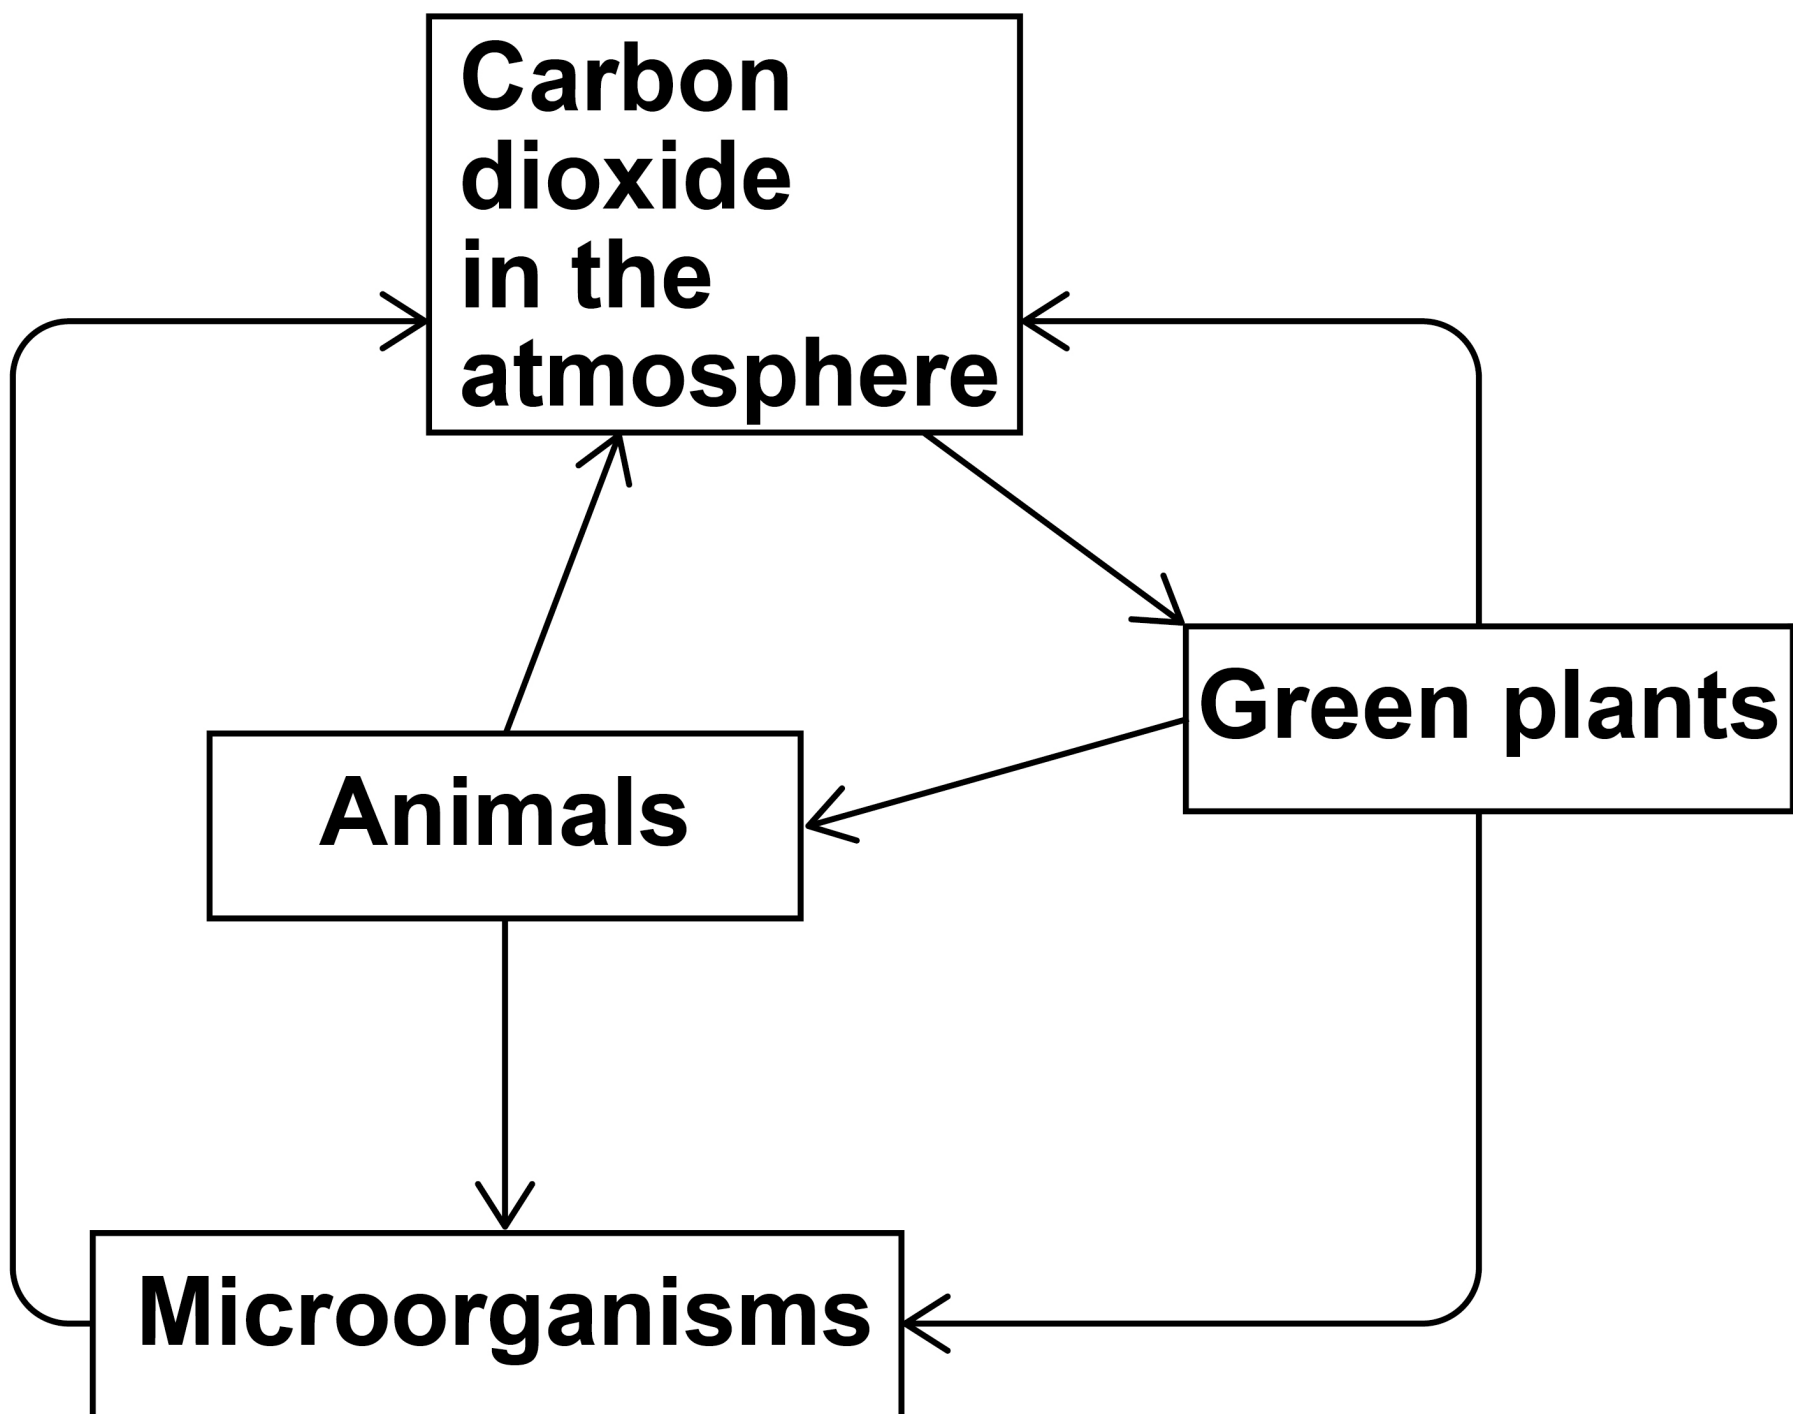 Carbon
dioxide
in the
atmosphere
Green plants
Animals
Microorganisms